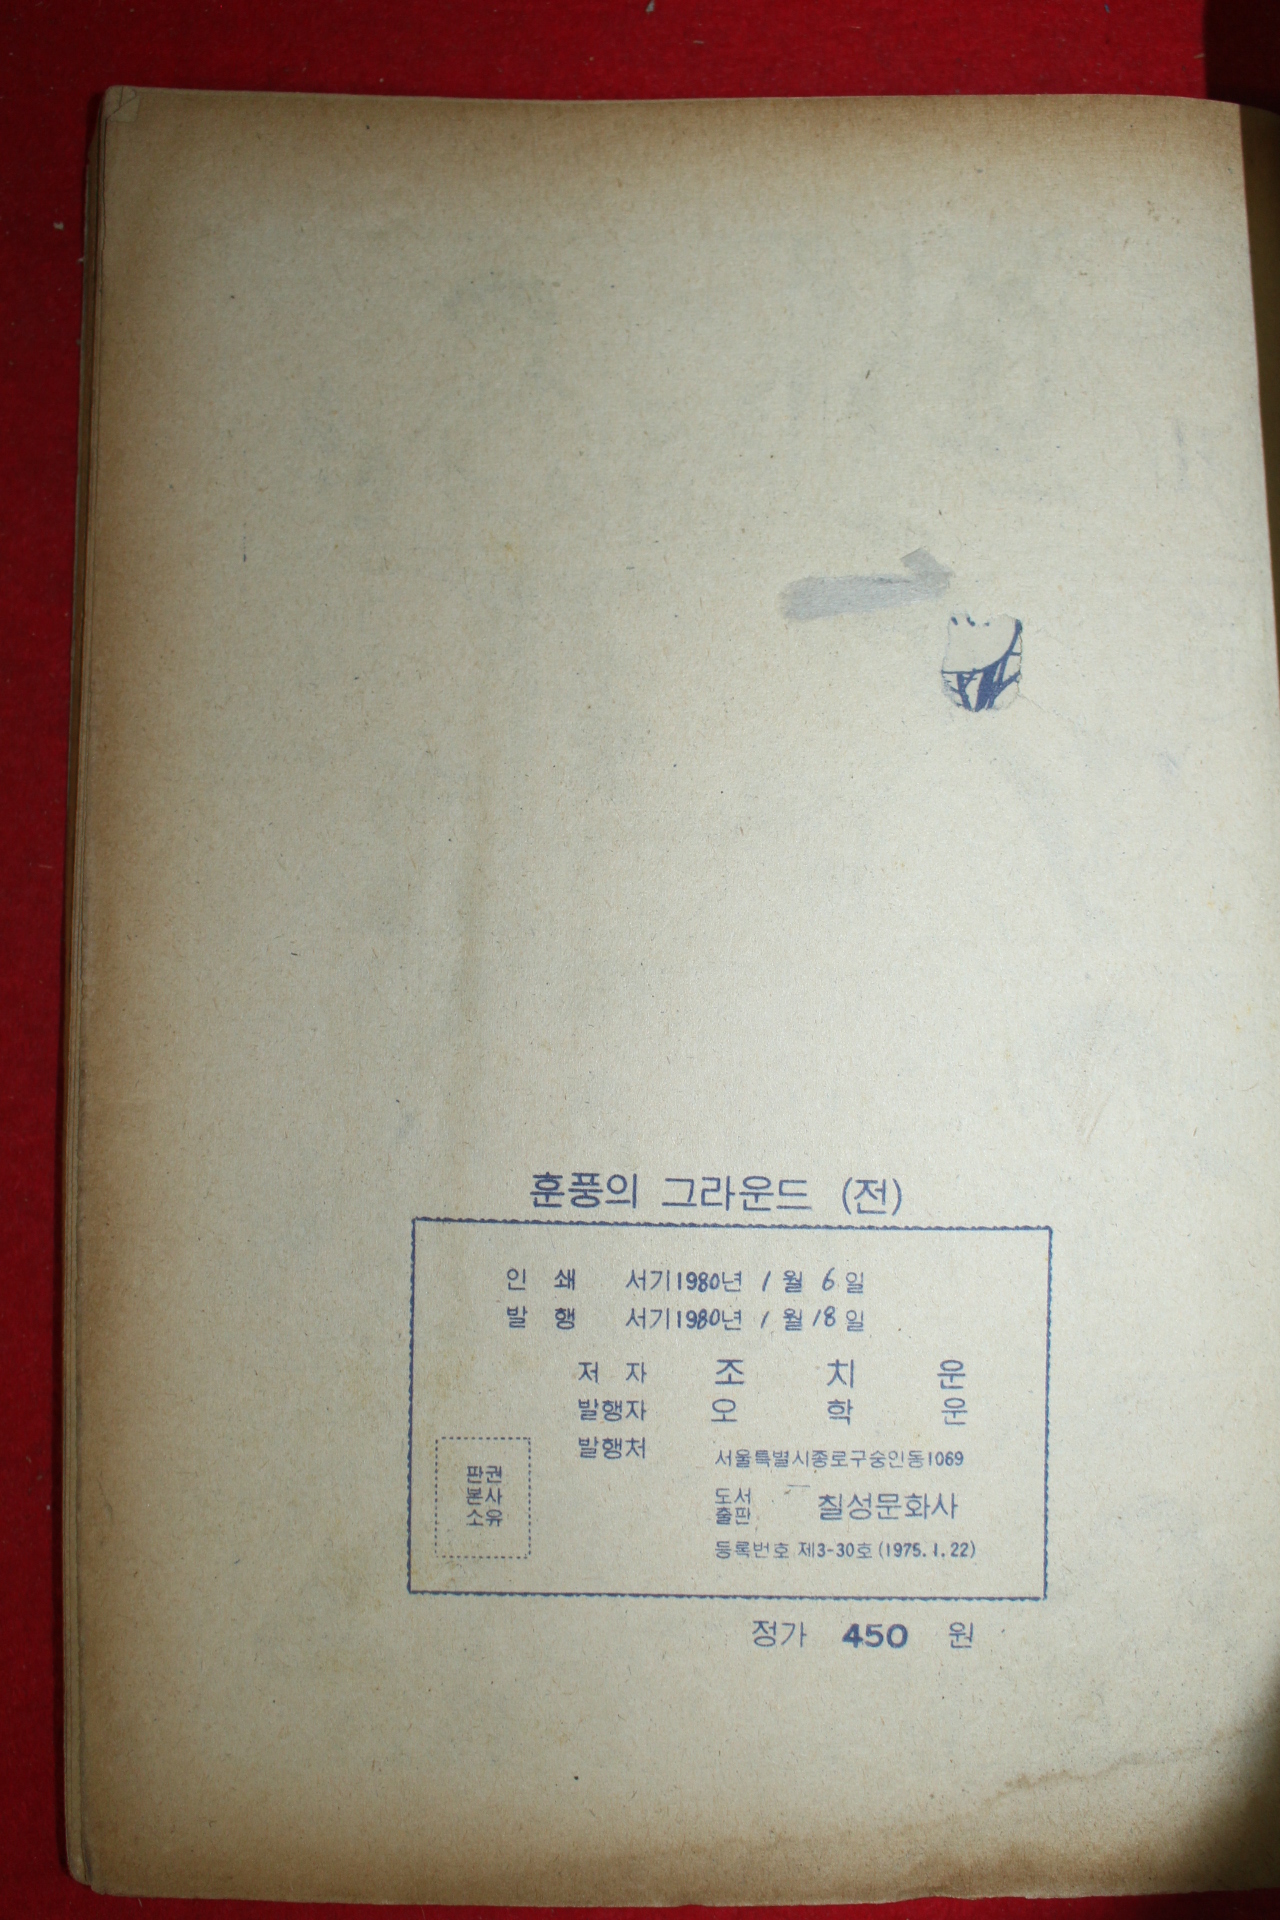 훈풍의 그라운드 (전)
인 쇄 서기1980년 1월 6일
발 행 서기1980년 1월 18일
저 자 조 치 운
발행자 오 학 운
발행처 서울특별시종로구숭인동1069
도서출판 칠성문화사
등록번호 제3-30호 (1975. 1. 22)
판권
본사
소유
정가 450 원